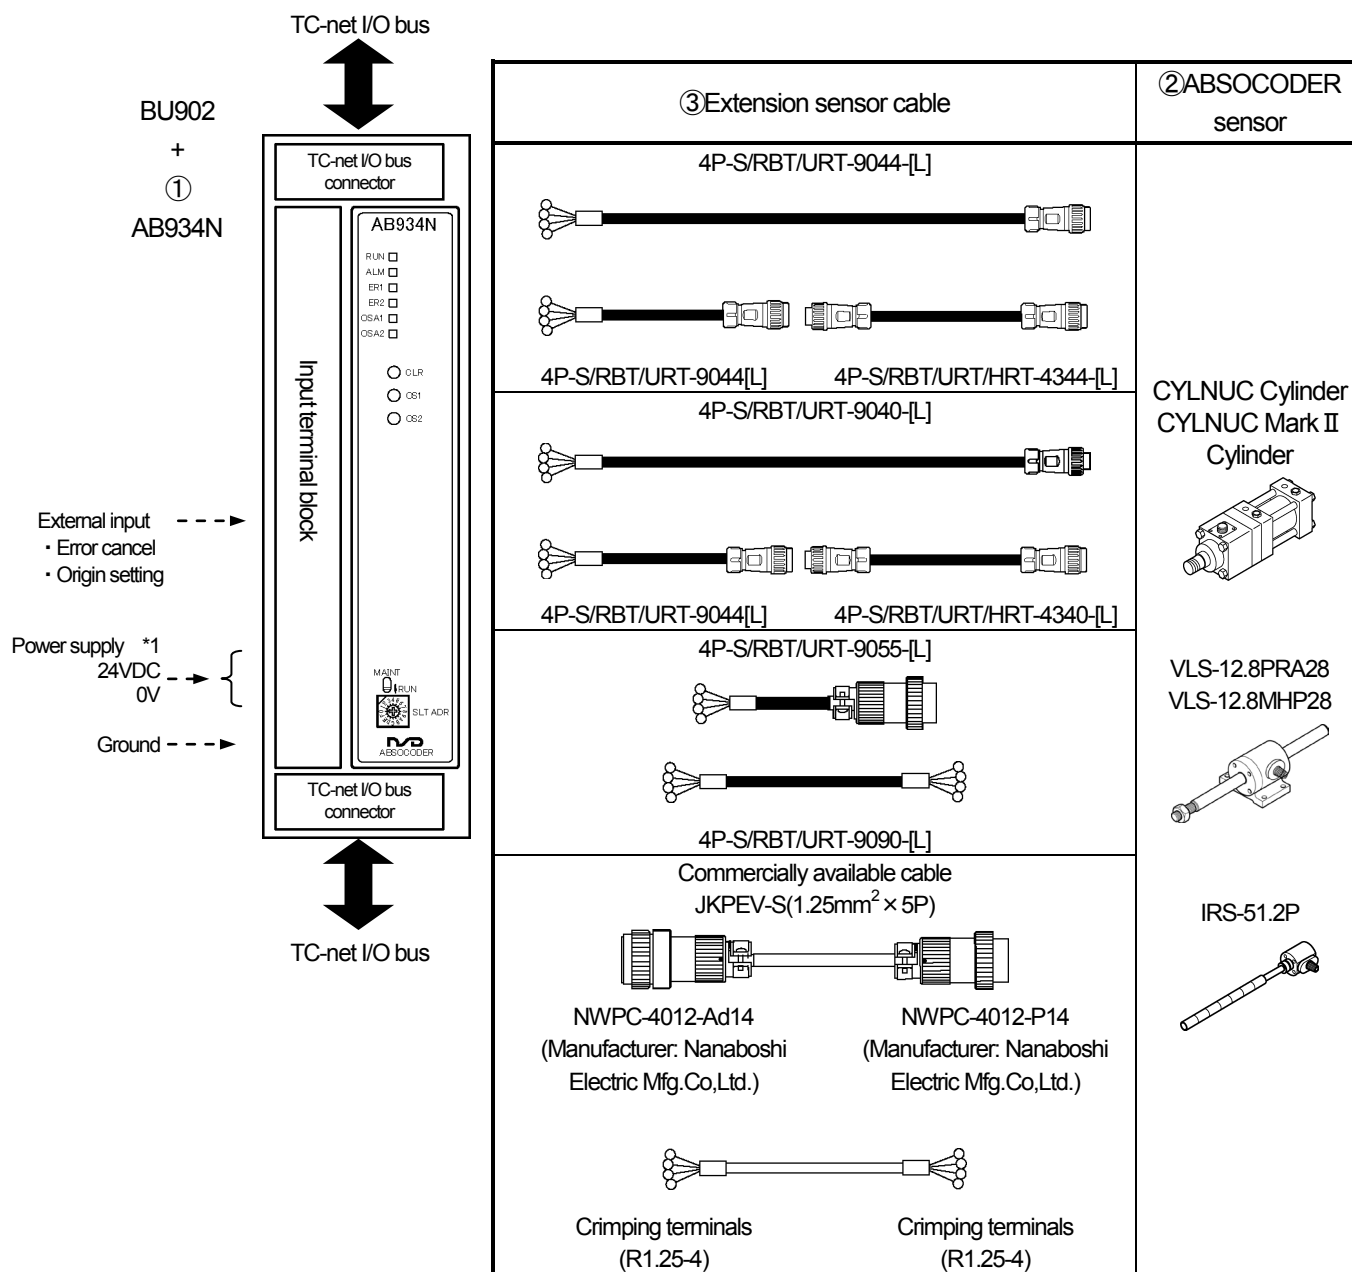 TC-net I/O bus
BU902
+
①
AB934N
TC-net I/O bus
connector
AB934N
RUN
ALM
ER1
ER2
OSA1
OSA2
CLR
OS1
OS2
Input terminal block
External input
・Error cancel
・Origin setting
Power supply *1
24VDC
0V
Ground
MAINT
RUN
SLT ADR
NSD
ABSOCODER
TC-net I/O bus
connector
TC-net I/O bus
③Extension sensor cable
②ABSOCODER
sensor
4P-S/RBT/URT-9044-[L]
4P-S/RBT/URT-9044[L] 4P-S/RBT/URT/HRT-4344-[L]
4P-S/RBT/URT-9040-[L]
4P-S/RBT/URT-9044[L] 4P-S/RBT/URT/HRT-4340-[L]
4P-S/RBT/URT-9055-[L]
4P-S/RBT/URT-9090-[L]
Commercially available cable
JKPEV-S(1.25mm²×5P)
NWPC-4012-Ad14
(Manufacturer: Nanaboshi
Electric Mfg.Co,Ltd.)
NWPC-4012-P14
(Manufacturer: Nanaboshi
Electric Mfg.Co,Ltd.)
Crimping terminals
(R1.25-4)
Crimping terminals
(R1.25-4)
CYLNUC Cylinder
CYLNUC Mark Ⅱ
Cylinder
VLS-12.8PRA28
VLS-12.8MHP28
IRS-51.2P